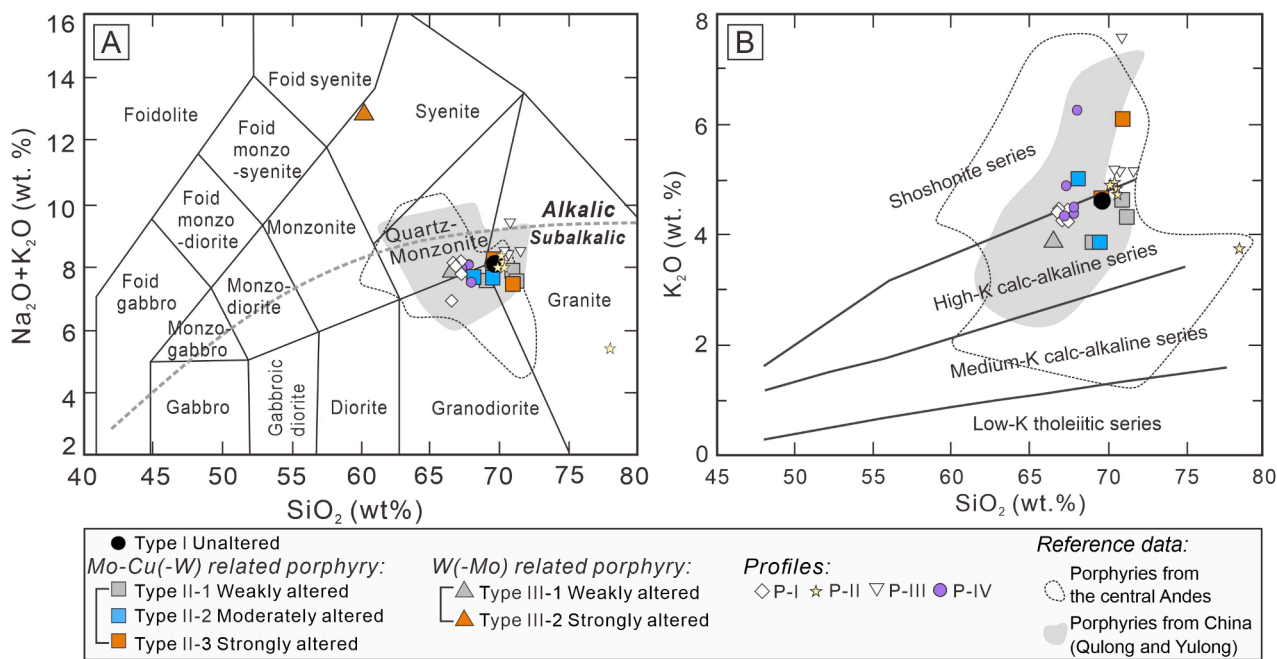 A
16
14
12
10
8
6
4
2
Na₂O+K₂O (wt. %)
40
45
50
55
60
65
70
75
80
SiO₂ (wt%)
Foidolite
Foid syenite
Syenite
Foid
monzo
-syenite
Foid
monzo
-diorite
Monzonite
Quartz-
Monzonite
Alkalic
Subalkalic
Foid
gabbro
Monzo-
diorite
Monzo-
gabbro
Granite
Gabbro
Gabbroic
diorite
Diorite
Granodiorite
B
8
6
4
2
0
K₂O (wt. %)
45
50
55
60
65
70
75
80
SiO₂ (wt.%)
Shoshonite series
High-K calc-alkaline series
Medium-K calc-alkaline series
Low-K tholeiitic series
Type I Unaltered
Mo-Cu(-W) related porphyry:
Type II-1 Weakly altered
Type II-2 Moderately altered
Type II-3 Strongly altered
W(-Mo) related porphyry:
Type III-1 Weakly altered
Type III-2 Strongly altered
Profiles:
P-I P-II P-III P-IV
Reference data:
Porphyries from
the central Andes
Porphyries from China
(Qulong and Yulong)